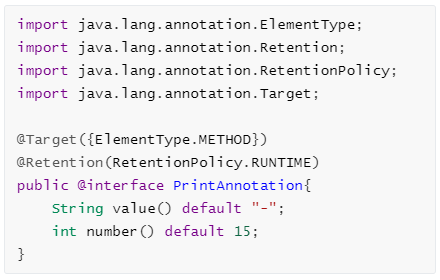 import java.lang.annotation.ElementType;
import java.lang.annotation.Retention;
import java.lang.annotation.RetentionPolicy;
import java.lang.annotation.Target;

@Target({ElementType.METHOD})
@Retention(RetentionPolicy.RUNTIME)
public @interface PrintAnnotation{
    String value() default "-";
    int number() default 15;
}